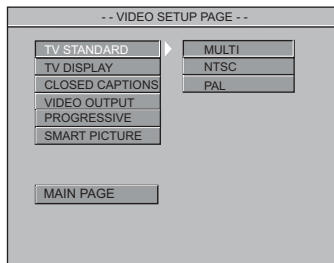 - - VIDEO SETUP PAGE - -
TV STANDARD
TV DISPLAY
CLOSED CAPTIONS
VIDEO OUTPUT
PROGRESSIVE
SMART PICTURE
MAIN PAGE
MULTI
NTSC
PAL